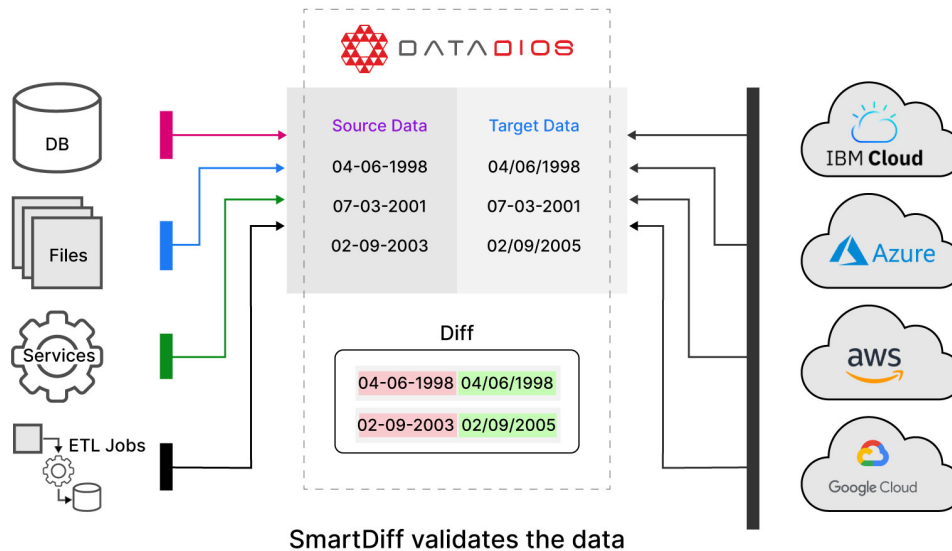 DATADIOS
DB
Files
Services
ETL Jobs
Source Data
Target Data
04-06-1998
04/06/1998
07-03-2001
07-03-2001
02-09-2003
02/09/2005
Diff
04-06-1998
04/06/1998
02-09-2003
02/09/2005
IBM Cloud
Azure
aws
Google Cloud
SmartDiff validates the data